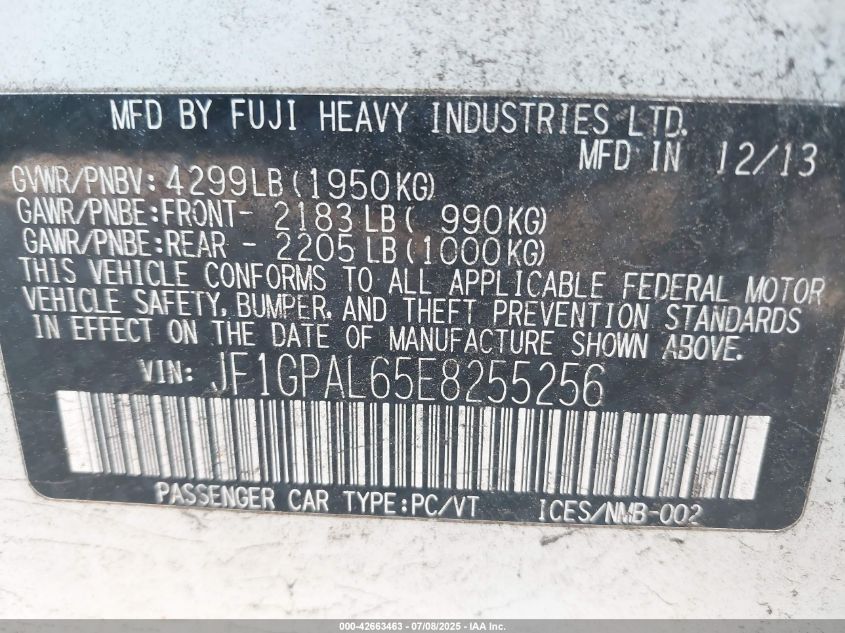 MFD BY FUJI HEAVY INDUSTRIES LTD.
MFD IN 12/13
GVWR/PNBV: 4299LB(1950KG)
GAWR/PNBE:FRONT- 2183LB( 990KG)
GAWR/PNBE:REAR - 2205LB(1000KG)
THIS VEHICLE CONFORMS TO ALL APPLICABLE FEDERAL MOTOR
VEHICLE SAFETY, BUMPER, AND THEFT PREVENTION STANDARDS
IN EFFECT ON THE DATE OF MANUFACTURE SHOWN ABOVE.
VIN: JF1GPAL65E8255256
PASSENGER CAR TYPE:PC/VT ICES/NMB-002
000-42663463 - 07/08/2025 - IAA Inc.